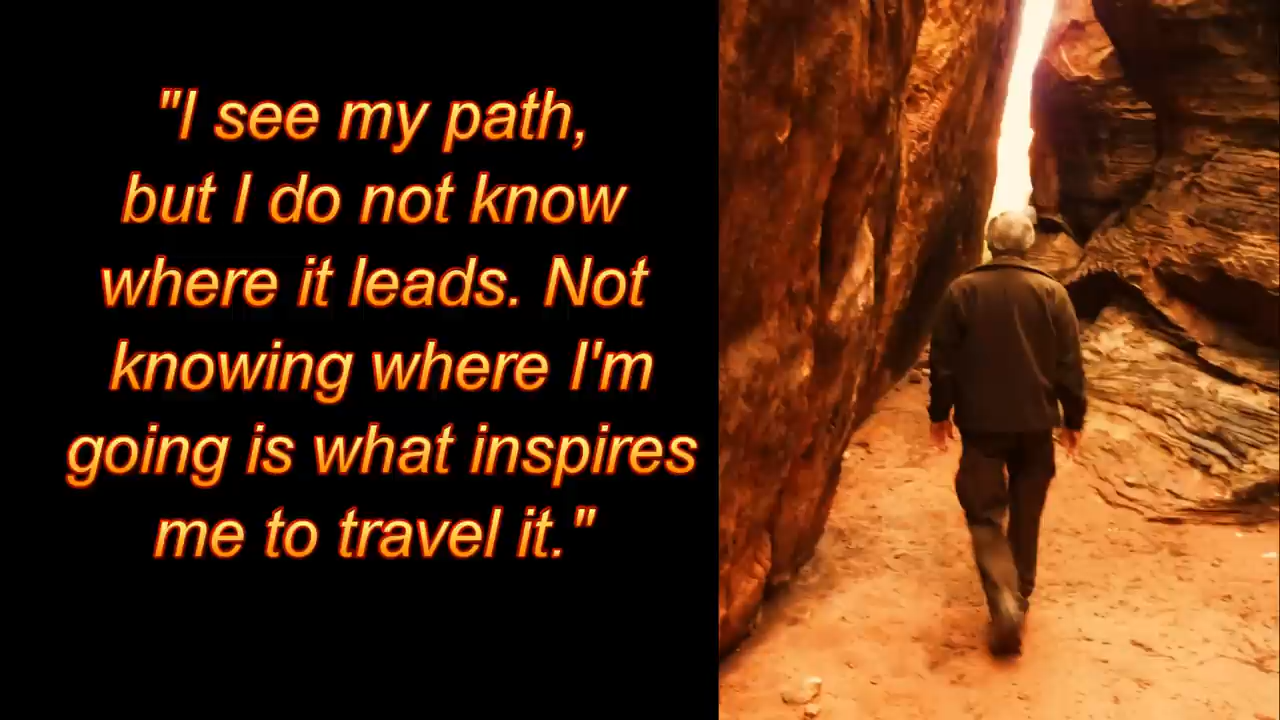 "I see my path,
but I do not know
where it leads. Not
knowing where I'm
going is what inspires
me to travel it."